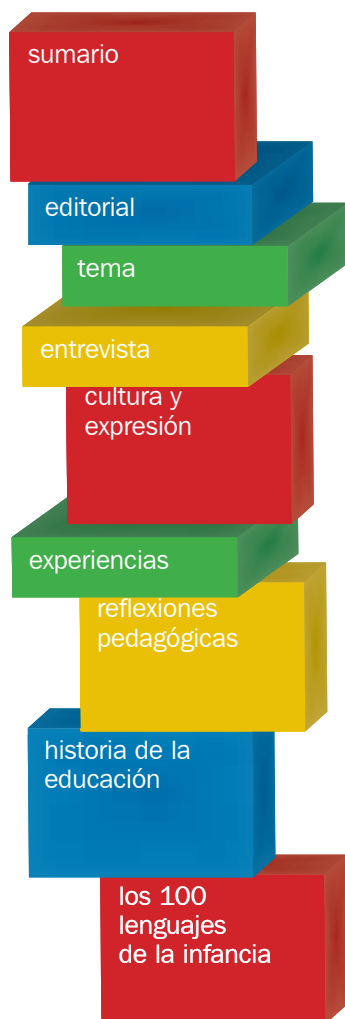 sumario
editorial
tema
entrevista
cultura y
expresión
experiencias
reflexiones
pedagógicas
historia de la
educación
los 100
lenguajes
de la infancia